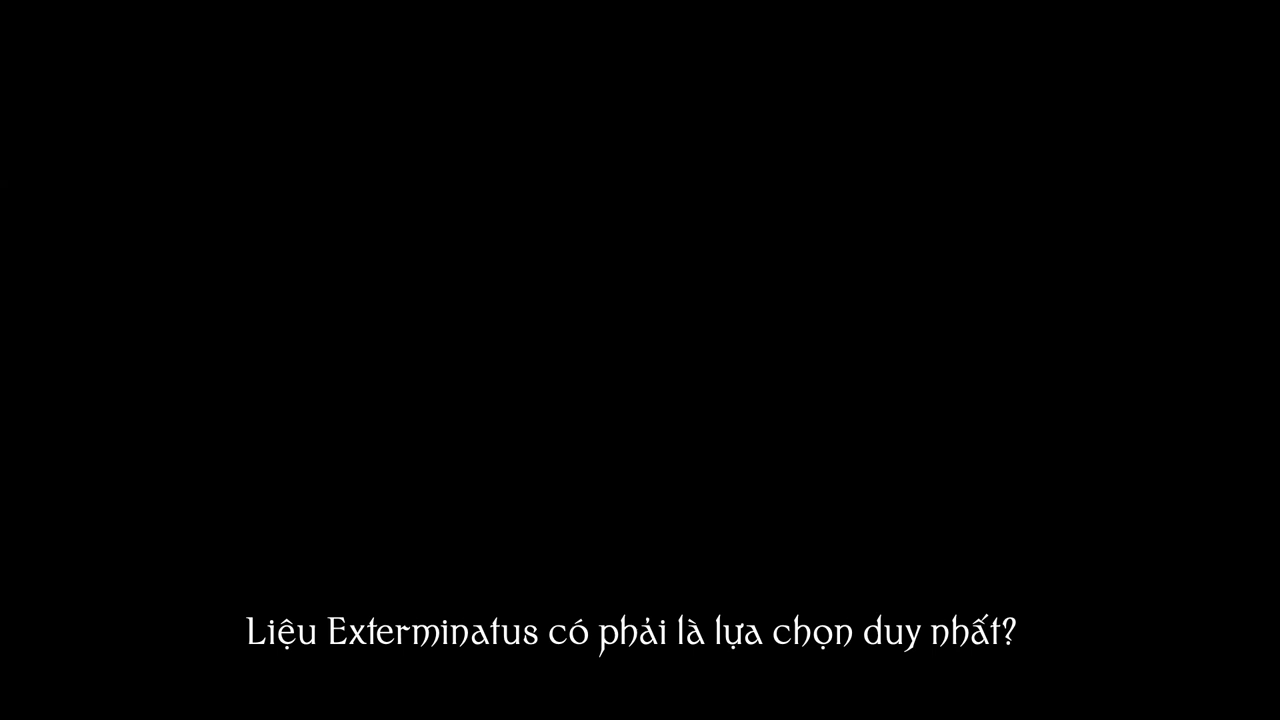 Liệu Exterminatus có phải là lựa chọn duy nhất?